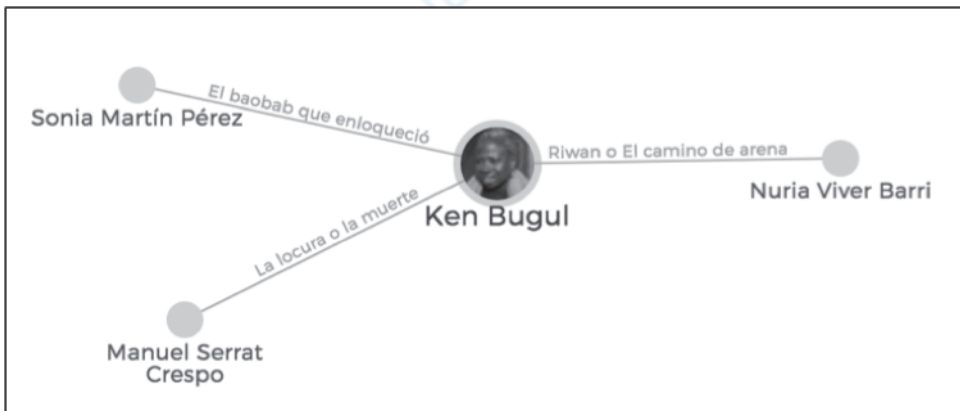 El baobab que enloqueció
Sonia Martín Pérez
Riwan o El camino de arena
Nuria Viver Barri
Ken Bugul
La locura o la muerte
Manuel Serrat
Crespo